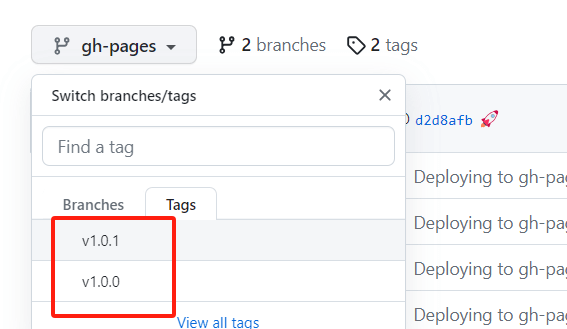 gh-pages 2 branches 2 tags
Switch branches/tags
d2d8afb
Find a tag
Deploying to gh-pag
Branches Tags
Deploying to gh-pag
v1.0.1
Deploying to gh-pag
v1.0.0
Deploying to gh-pag
View all tags